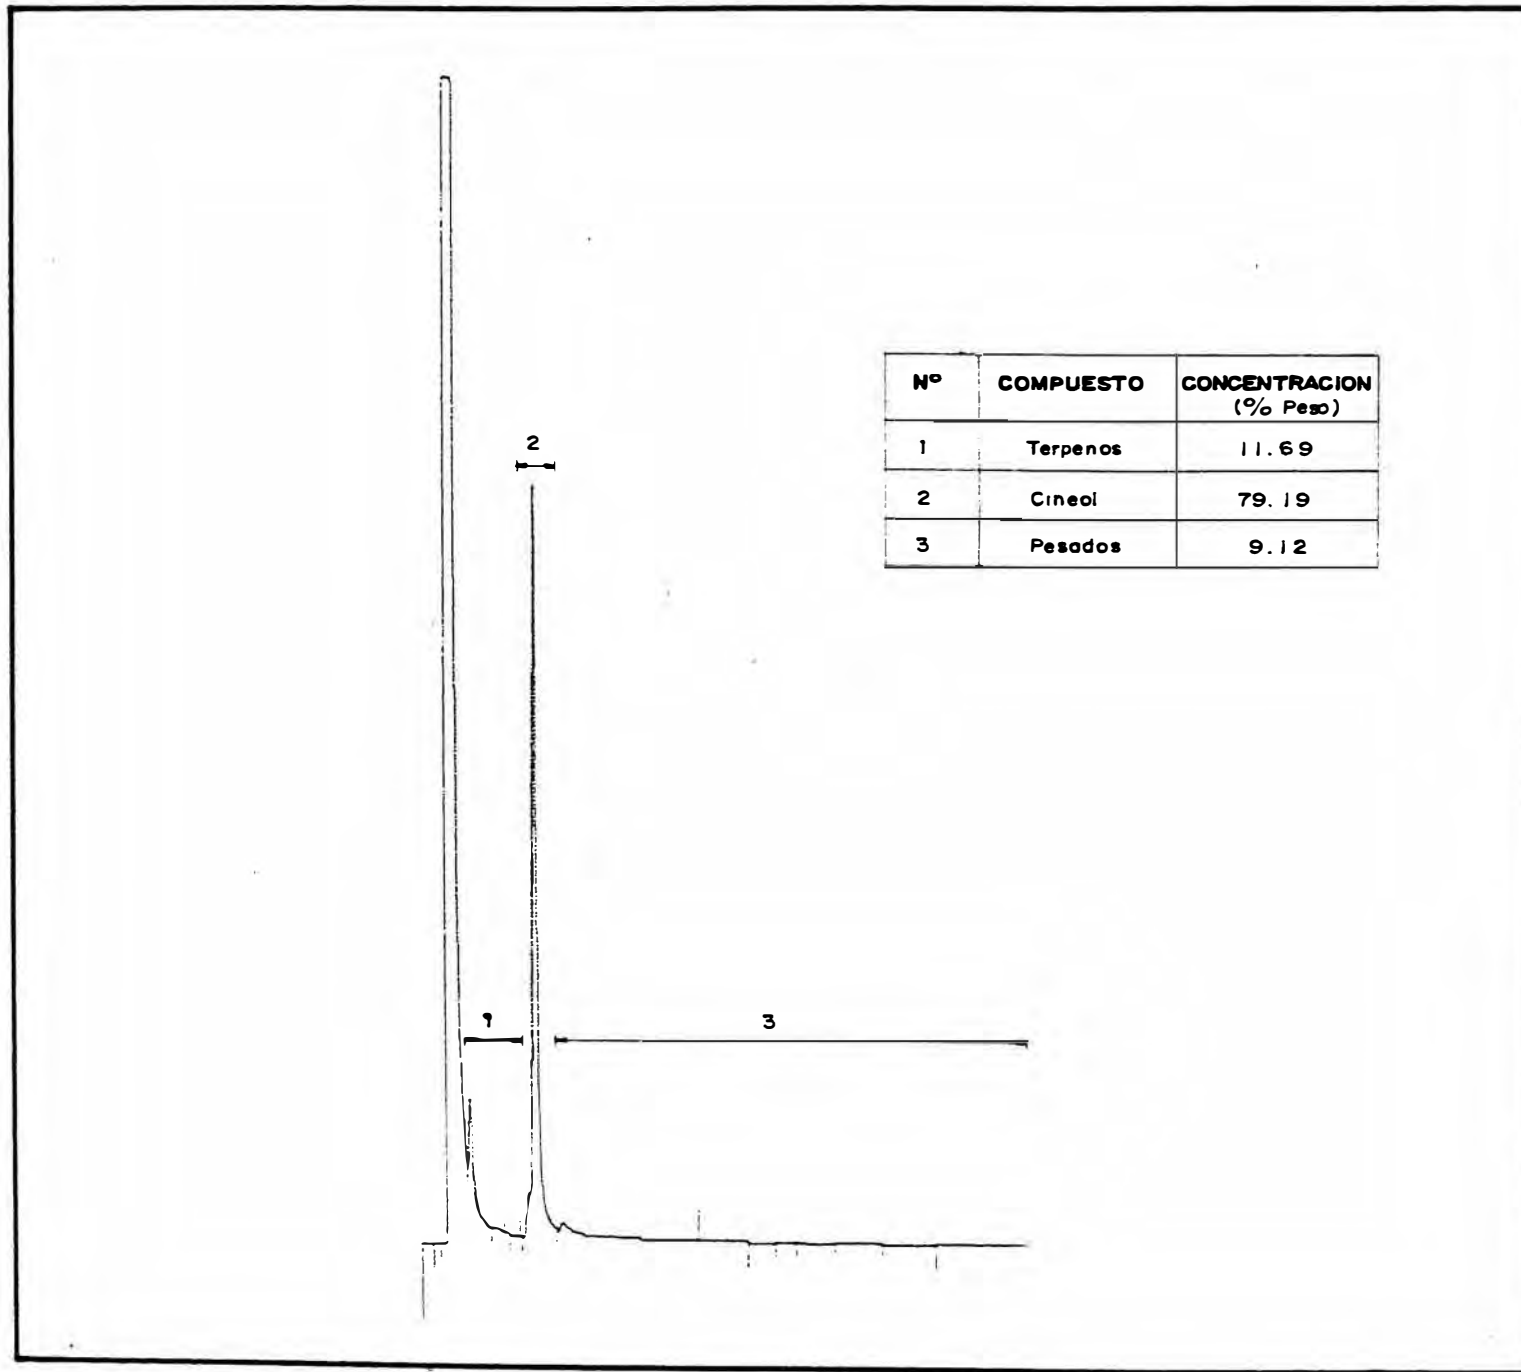 Nº COMPUESTO CONCENTRACION
(% Peso)
1 Terpenos 11.69
2 Cineol 79.19
3 Pesados 9.12
2
1
3